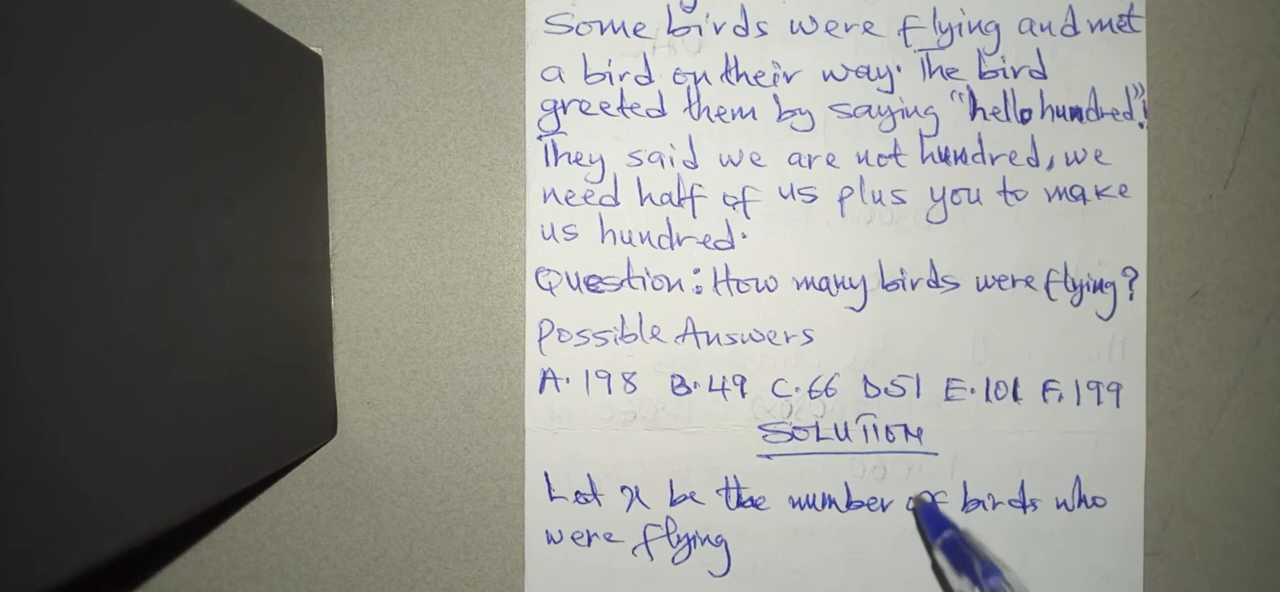 Some birds were flying and met
a bird on their way. The bird
greeted them by saying "hello hundred".
They said we are not hundred, we
need half of us plus you to make
us hundred.
Question: How many birds were flying?
Possible Answers
A. 198 B. 49 C. 66 D. 51 E. 101 F. 199
SOLUTION
Let x be the number of birds who
were flying